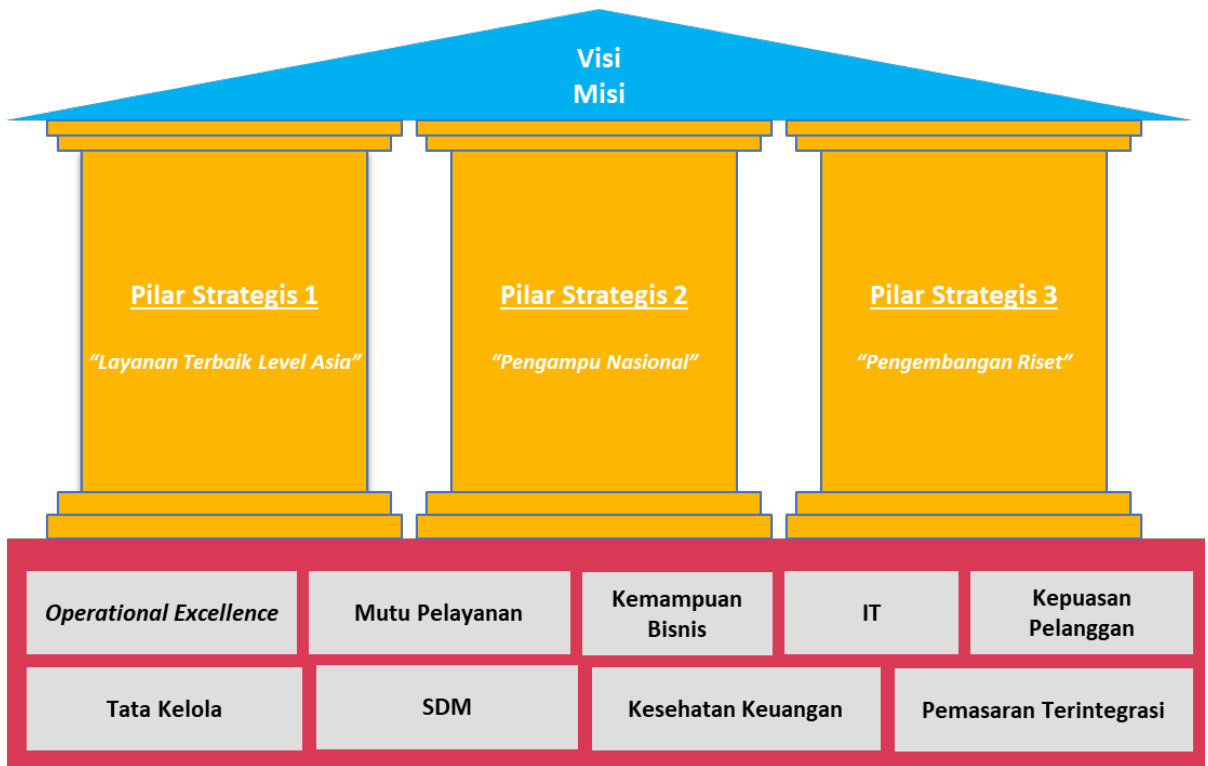 Visi
Misi
Pilar Strategis 1
“Layanan Terbaik Level Asia”
Pilar Strategis 2
“Pengampu Nasional”
Pilar Strategis 3
“Pengembangan Riset”
Operational Excellence
Mutu Pelayanan
Kemampuan
Bisnis
IT
Kepuasan
Pelanggan
Tata Kelola
SDM
Kesehatan Keuangan
Pemasaran Terintegrasi